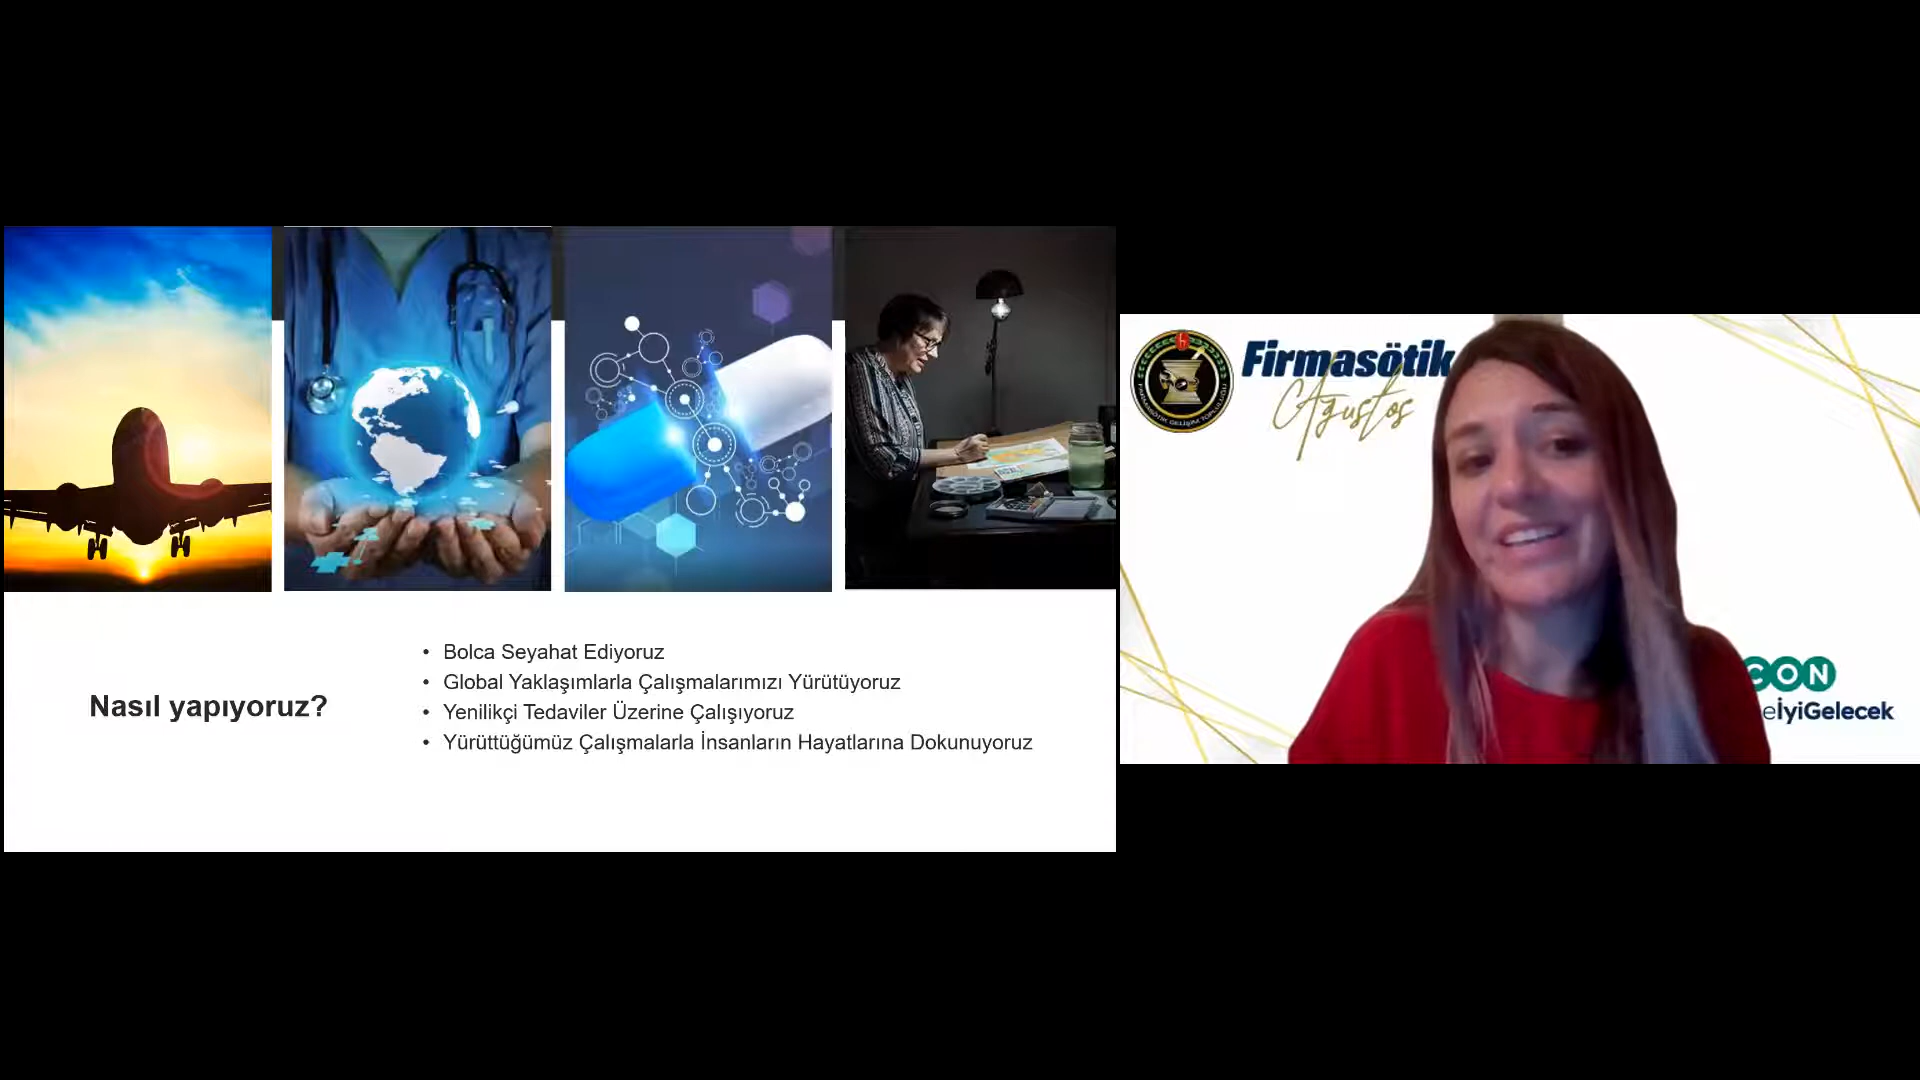 Nasıl yapıyoruz?
• Bolca Seyahat Ediyoruz
• Global Yaklaşımlarla Çalışmalarımızı Yürütüyoruz
• Yenilikçi Tedaviler Üzerine Çalışıyoruz
• Yürüttüğümüz Çalışmalarla İnsanların Hayatlarına Dokunuyoruz
Firmasötik
Ağustos
CON
eİyiGelecek